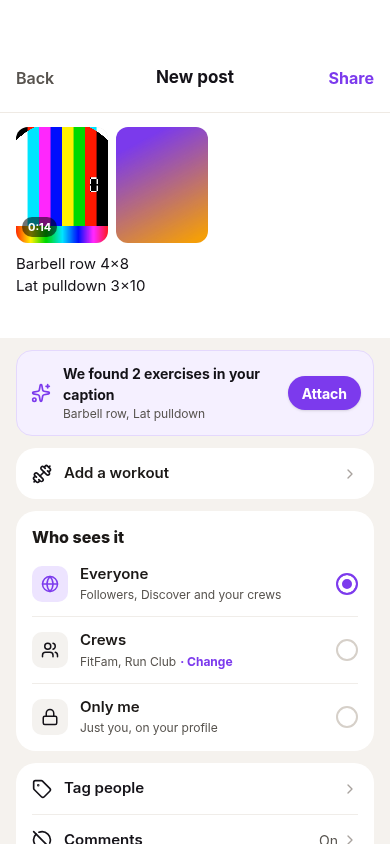 Back
New post
Share
0:14
Barbell row 4×8
Lat pulldown 3×10
We found 2 exercises in your
caption
Barbell row, Lat pulldown
Attach
Add a workout
Who sees it
Everyone
Followers, Discover and your crews
Crews
FitFam, Run Club · Change
Only me
Just you, on your profile
Tag people
Comments
On